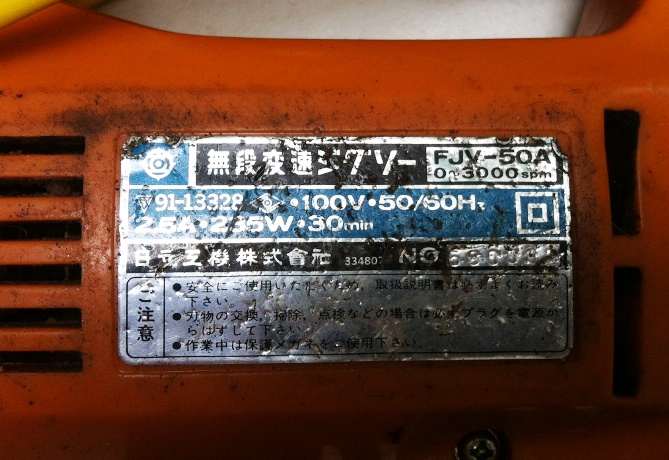 無段変速ジグソー FJV-50A
0~3000spm
91-13328 ・100V・50/60Hz
2.5A・235W・30min
日立工機株式會社 334807 NO
ご注意
●安全にご使用いただくため、取扱説明書は必ずよくお読み
下さい。
●刃物の交換、掃除、点検などの場合は必ずプラグを電源か
らはずして下さい。
●作業中は保護メガネをご使用下さい。